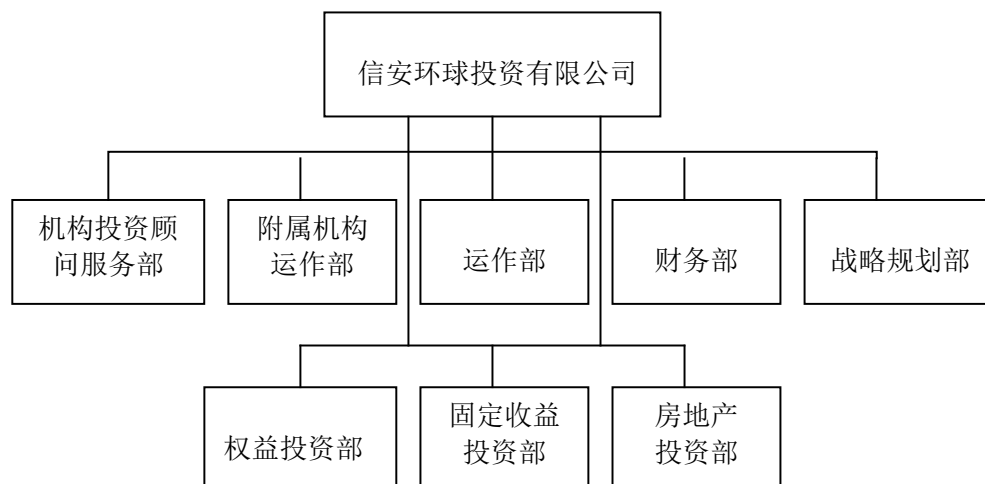 信安环球投资有限公司
机构投资顾
问服务部
附属机构
运作部
运作部
财务部
战略规划部
权益投资部
固定收益
投资部
房地产
投资部